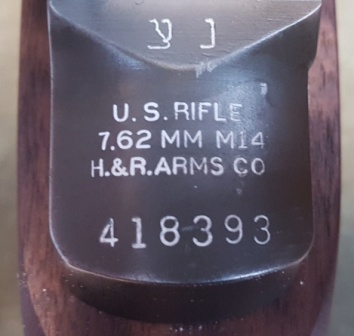 צ נ
U.S.RIFLE
7.62 MM M14
H.&R.ARMS CO
418393